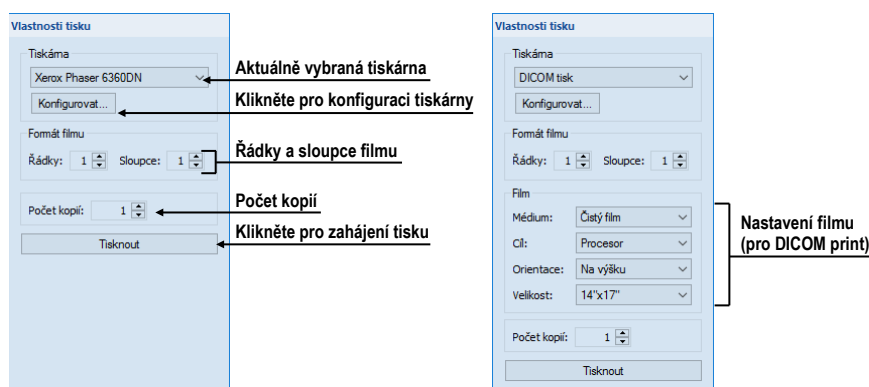 Vlastnosti tisku
Tiskárna
Xerox Phaser 6360DN
Konfigurovat...
Formát filmu
Řádky: 1 Sloupce: 1
Počet kopií: 1
Tisknout
Aktuálně vybraná tiskárna
Klikněte pro konfiguraci tiskárny
Řádky a sloupce filmu
Počet kopií
Klikněte pro zahájení tisku
Vlastnosti tisku
Tiskárna
DICOM tisk
Konfigurovat...
Formát filmu
Řádky: 1 Sloupce: 1
Film
Médium: Čistý film
Cíl: Procesor
Orientace: Na výšku
Velikost: 14"x17"
Počet kopií: 1
Tisknout
Nastavení filmu
(pro DICOM print)